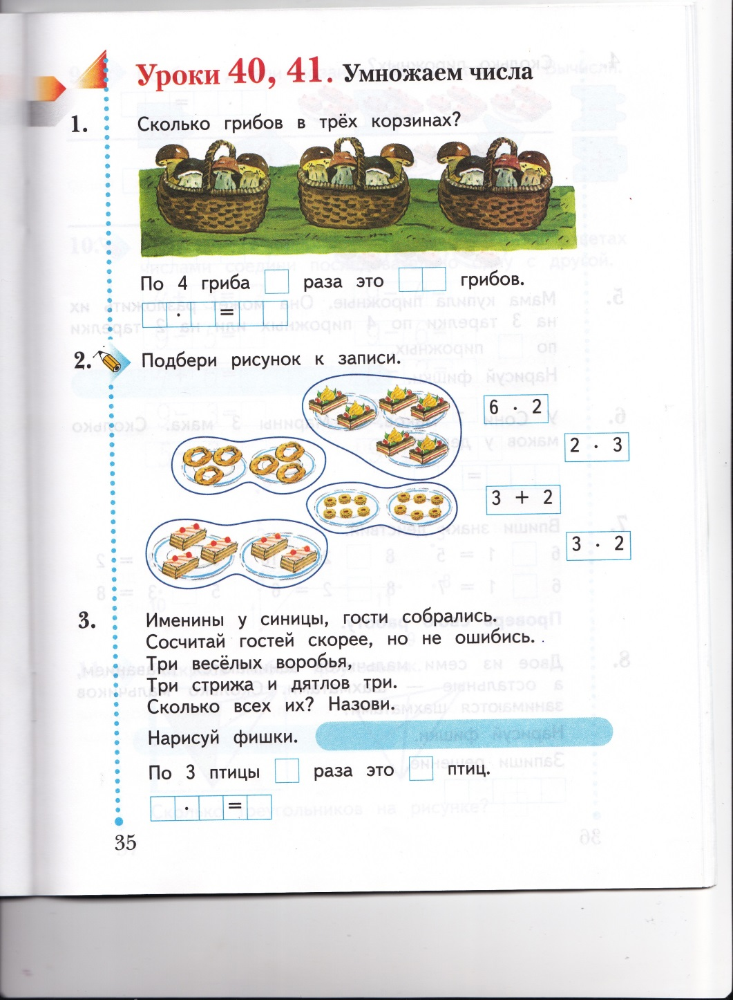 Уроки 40, 41. Умножаем числа
1. Сколько грибов в трёх корзинах?
По 4 гриба раза это грибов.
· =
2. Подбери рисунок к записи.
6 · 2
2 · 3
3 + 2
3 · 2
3. Именины у синицы, гости собрались.
Сосчитай гостей скорее, но не ошибись.
Три весёлых воробья,
Три стрижа и дятлов три.
Сколько всех их? Назови.
Нарисуй фишки.
По 3 птицы раза это птиц.
· =
35